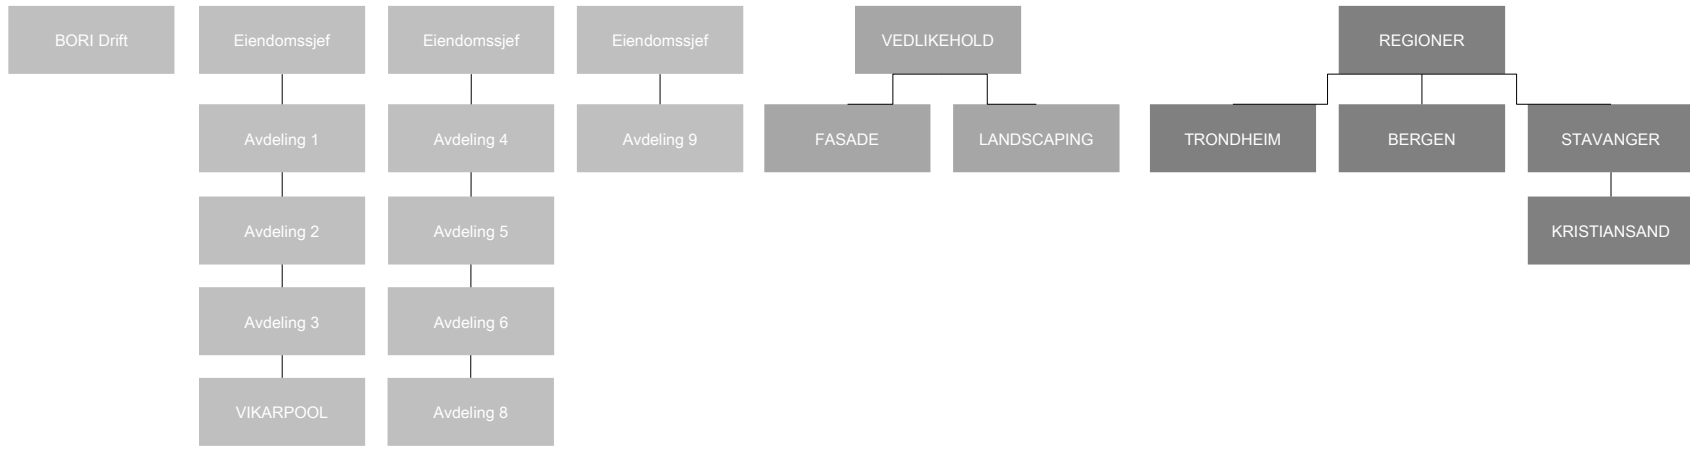 BORI Drift
Eiendomssjef
Eiendomssjef
Eiendomssjef
VEDLIKEHOLD
REGIONER
Avdeling 1
Avdeling 4
Avdeling 9
FASADE
LANDSCAPING
TRONDHEIM
BERGEN
STAVANGER
Avdeling 2
Avdeling 5
KRISTIANSAND
Avdeling 3
Avdeling 6
VIKARPOOL
Avdeling 8